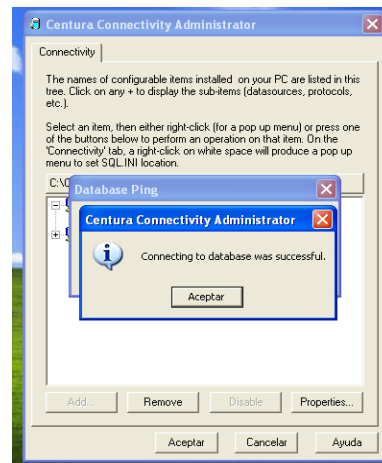 Centura Connectivity Administrator
Connectivity
The names of configurable items installed on your PC are listed in this
tree. Click on any + to display the sub-items (datasources, protocols,
etc.).
Select an item, then either right-click (for a pop up menu) or press one
of the buttons below to perform an operation on that item. On the
'Connectivity' tab, a right-click on white space will produce a pop up
menu to set SQL.INI location.
Database Ping
Centura Connectivity Administrator
Connecting to database was successful.
Aceptar
Add... Remove Disable Properties...
Aceptar Cancelar Ayuda